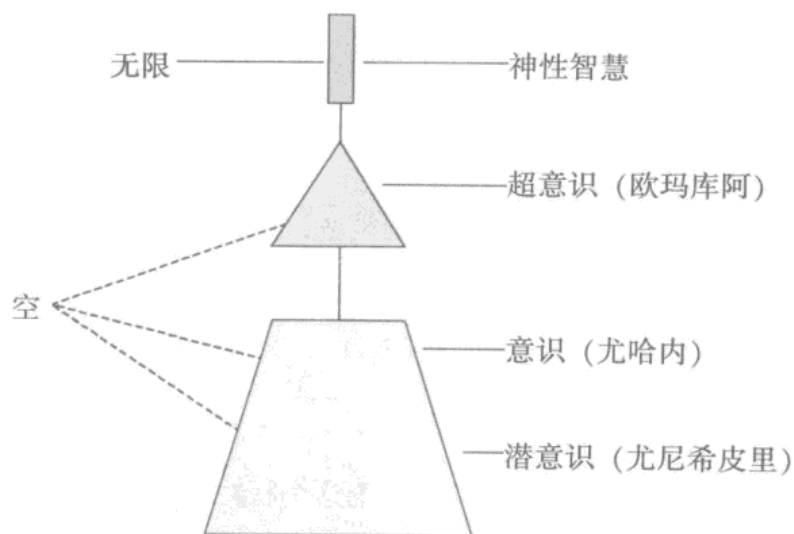 无限
神性智慧
超意识（欧玛库阿）
空
意识（尤哈内）
潜意识（尤尼希皮里）